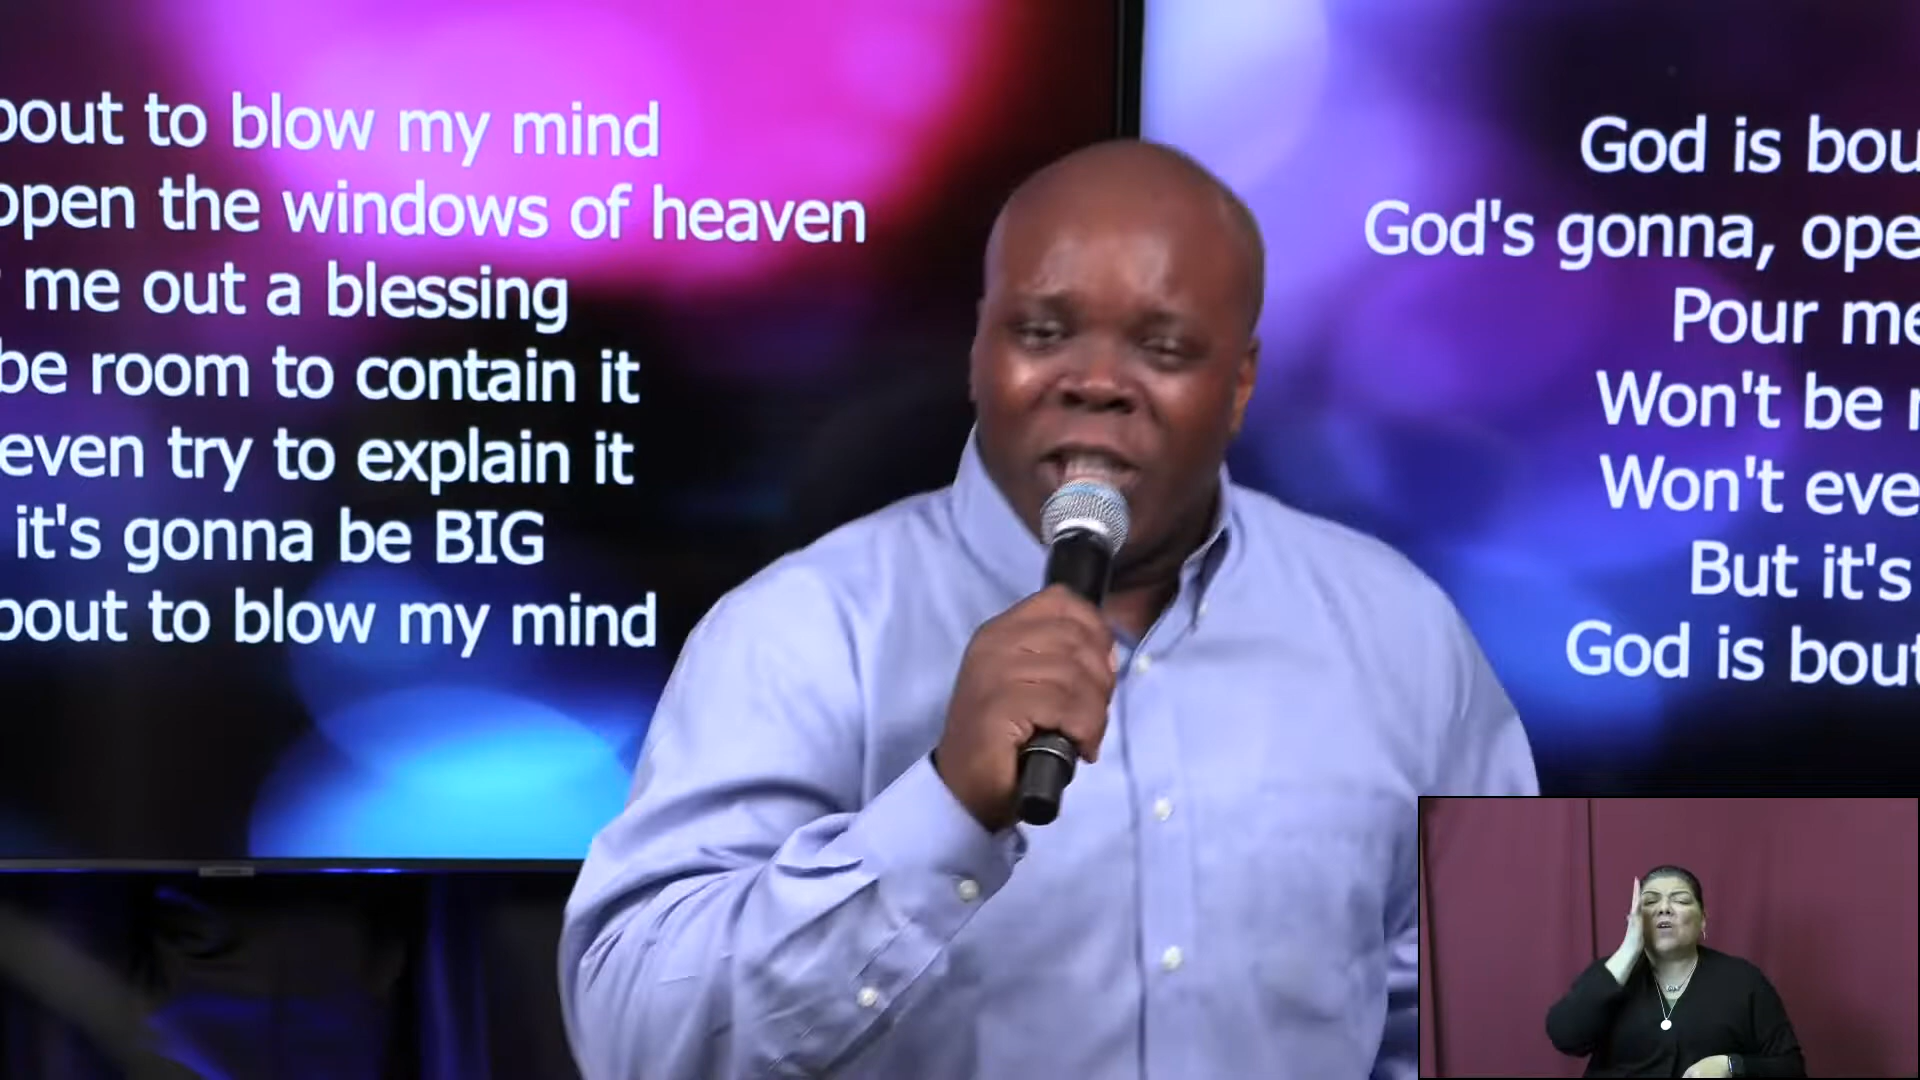 bout to blow my mind
open the windows of heaven
me out a blessing
be room to contain it
even try to explain it
it's gonna be BIG
bout to blow my mind
God is bou
God's gonna, ope
Pour me
Won't be
Won't eve
But it's
God is bout